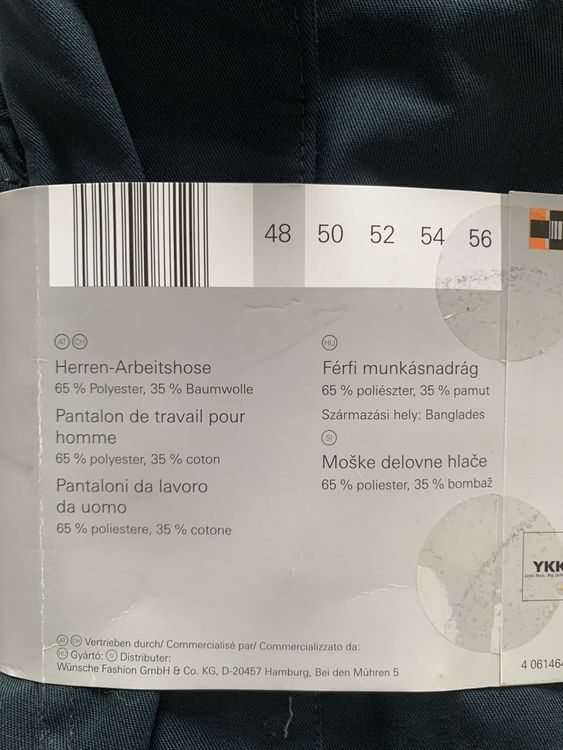 48 50 52 54 56
AT CH
Herren-Arbeitshose
65 % Polyester, 35 % Baumwolle
Pantalon de travail pour
homme
65 % polyester, 35 % coton
Pantaloni da lavoro
da uomo
65 % poliestere, 35 % cotone
HU
Férfi munkásnadrág
65 % poliészter, 35 % pamut
Származási hely: Banglades
SI
Moške delovne hlače
65 % poliester, 35 % bombaž
YKK
AT CH Vertrieben durch/ Commercialisé par/ Commercializzato da:
HU Gyártó: SI Distributer:
Wünsche Fashion GmbH & Co. KG, D-20457 Hamburg, Bei den Mühren 5
4 06146